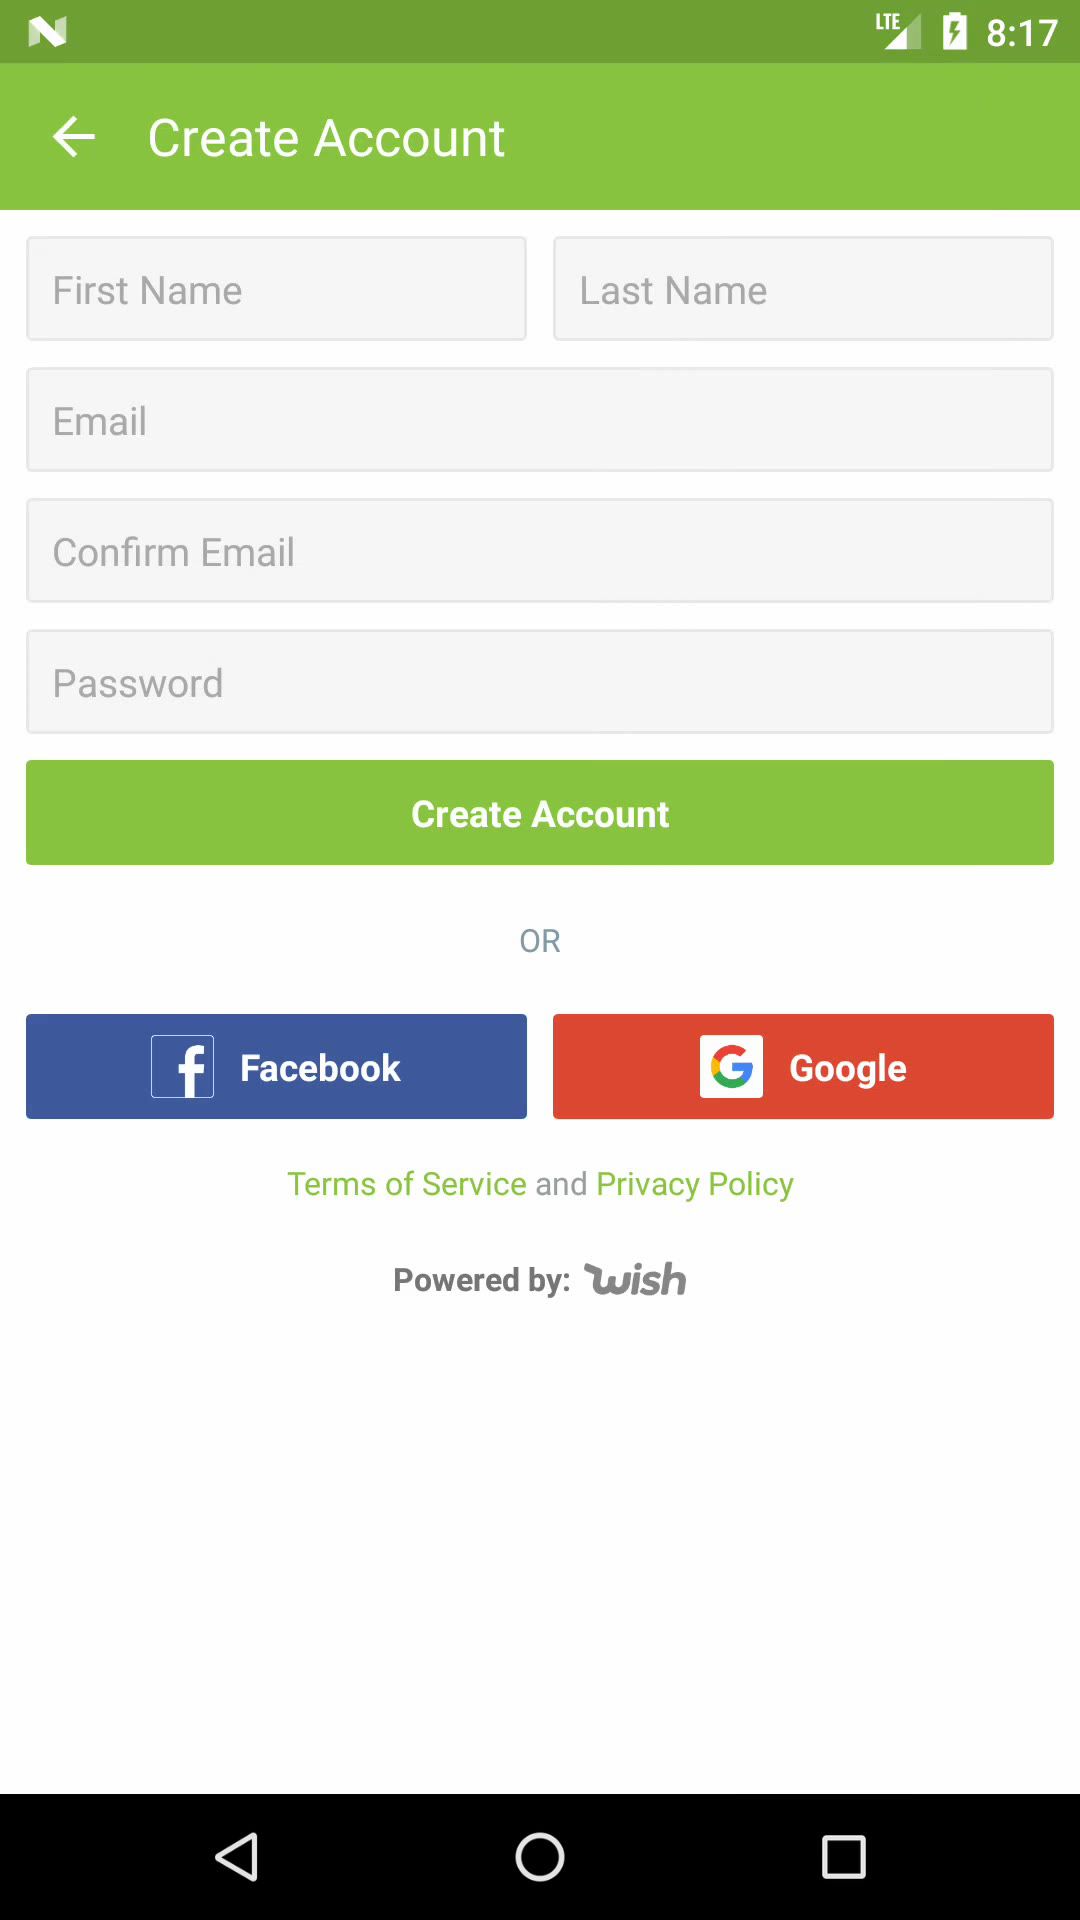 LTE 8:17
Create Account
First Name Last Name
Email
Confirm Email
Password
Create Account
OR
Facebook Google
Terms of Service and Privacy Policy
Powered by: wish